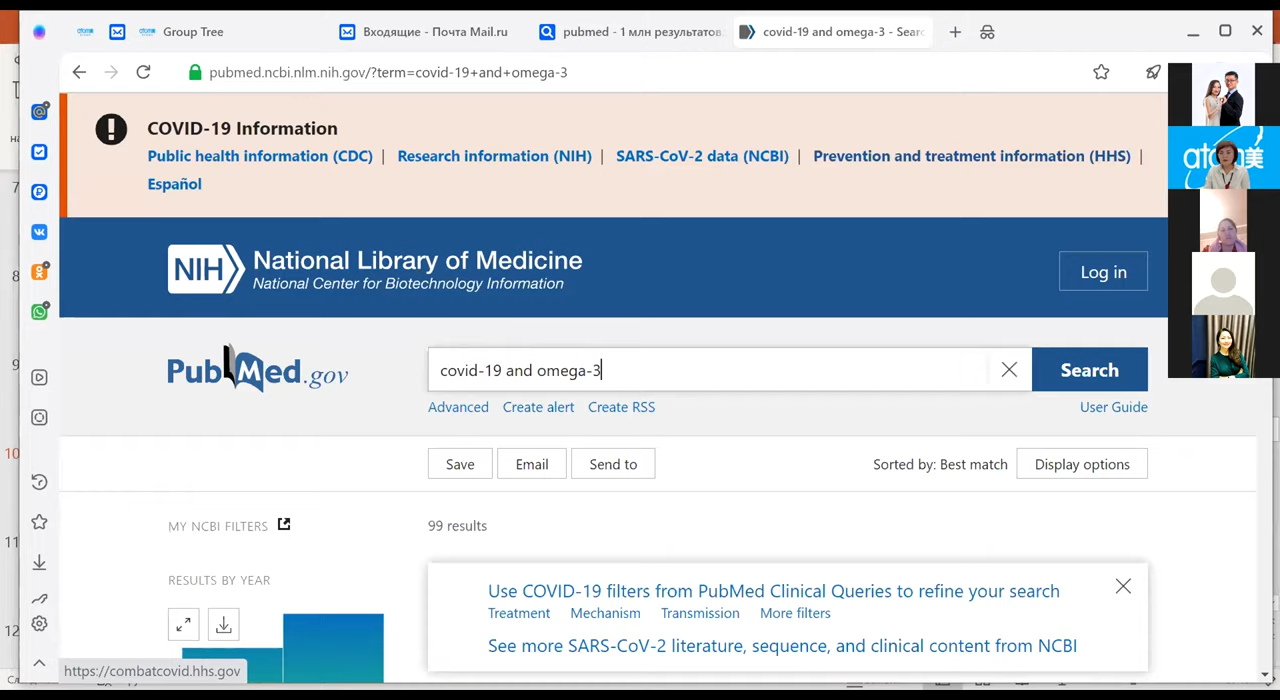 Group Tree
Входящие - Почта Mail.ru
pubmed - 1 млн результатов
covid-19 and omega-3 - Sear
pubmed.ncbi.nlm.nih.gov/?term=covid-19+and+omega-3
COVID-19 Information
Public health information (CDC) | Research information (NIH) | SARS-CoV-2 data (NCBI) | Prevention and treatment information (HHS) |
Español
NIH National Library of Medicine
National Center for Biotechnology Information
Log in
PubMed.gov
covid-19 and omega-3
Search
Advanced Create alert Create RSS
User Guide
Save Email Send to
Sorted by: Best match Display options
MY NCBI FILTERS
99 results
RESULTS BY YEAR
Use COVID-19 filters from PubMed Clinical Queries to refine your search
Treatment Mechanism Transmission More filters
See more SARS-CoV-2 literature, sequence, and clinical content from NCBI
https://combatcovid.hhs.gov
7
8
9
10
11
12